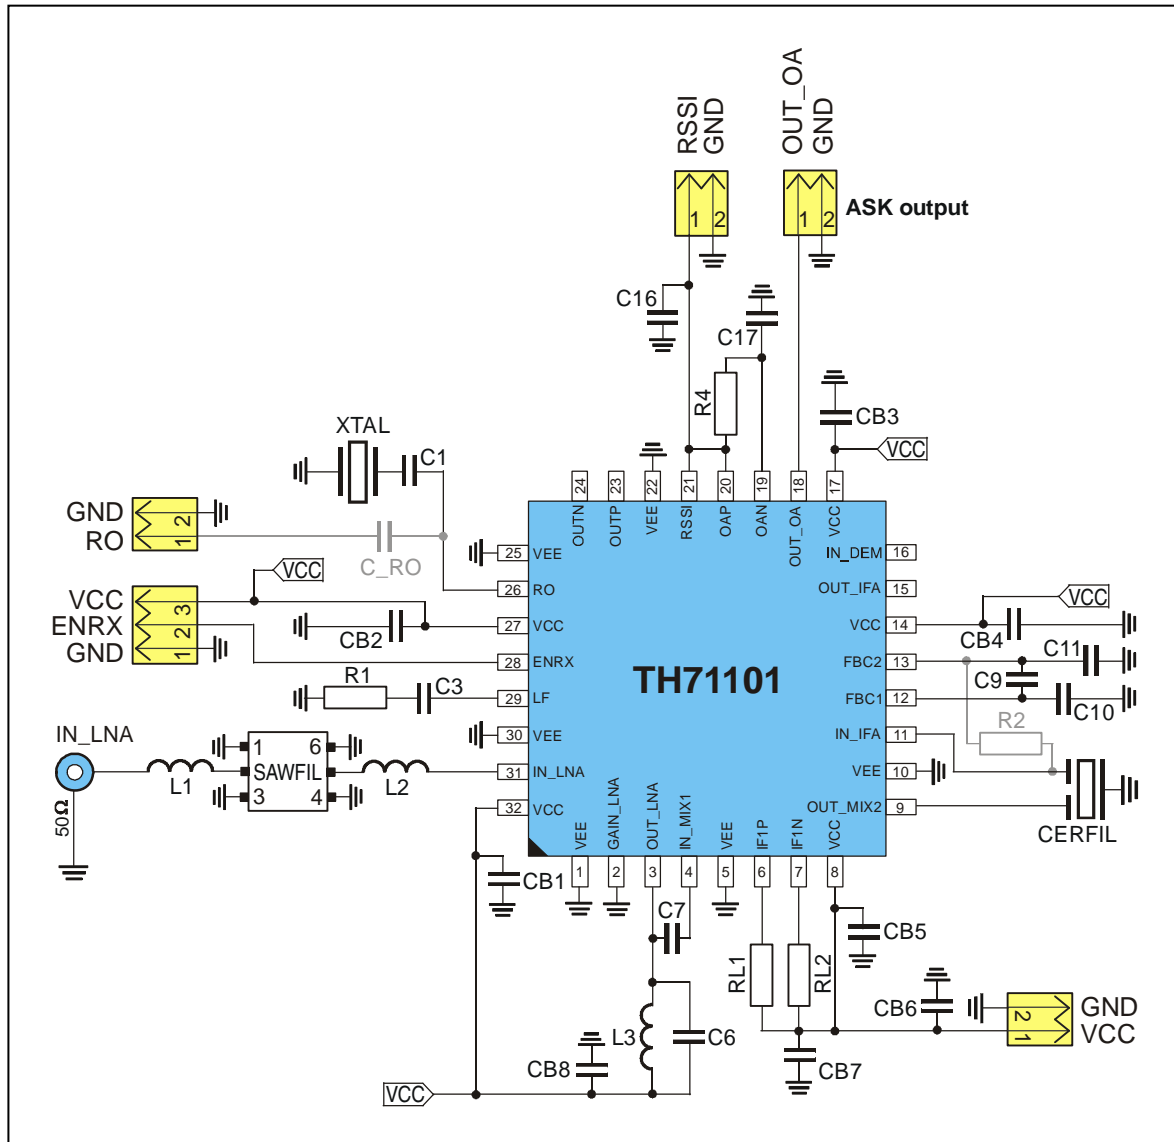 RSSI
GND
OUT_OA
GND
1
2
1
2
ASK output
C16
C17
R4
CB3
VCC
XTAL
C1
GND
RO
2
1
C_RO
VCC
VCC
ENRX
GND
3
2
1
CB2
R1
C3
IN_LNA
50Ω
L1
1
6
SAWFIL
3
4
L2
24
23
22
21
20
19
18
17
OUTN
OUTP
VEE
RSSI
OAP
OAN
OUT_OA
VCC
25
VEE
26
RO
27
VCC
28
ENRX
29
LF
30
VEE
31
IN_LNA
32
VCC
TH71101
IN_DEM
16
OUT_IFA
15
VCC
14
FBC2
13
FBC1
12
IN_IFA
11
VEE
10
OUT_MIX2
9
VEE
GAIN_LNA
OUT_LNA
IN_MIX1
VEE
IF1P
IF1N
VCC
1
2
3
4
5
6
7
8
VCC
CB4
C11
C9
C10
R2
CERFIL
CB1
C7
CB5
RL1
RL2
CB6
GND
VCC
2
1
L3
C6
CB8
CB7
VCC